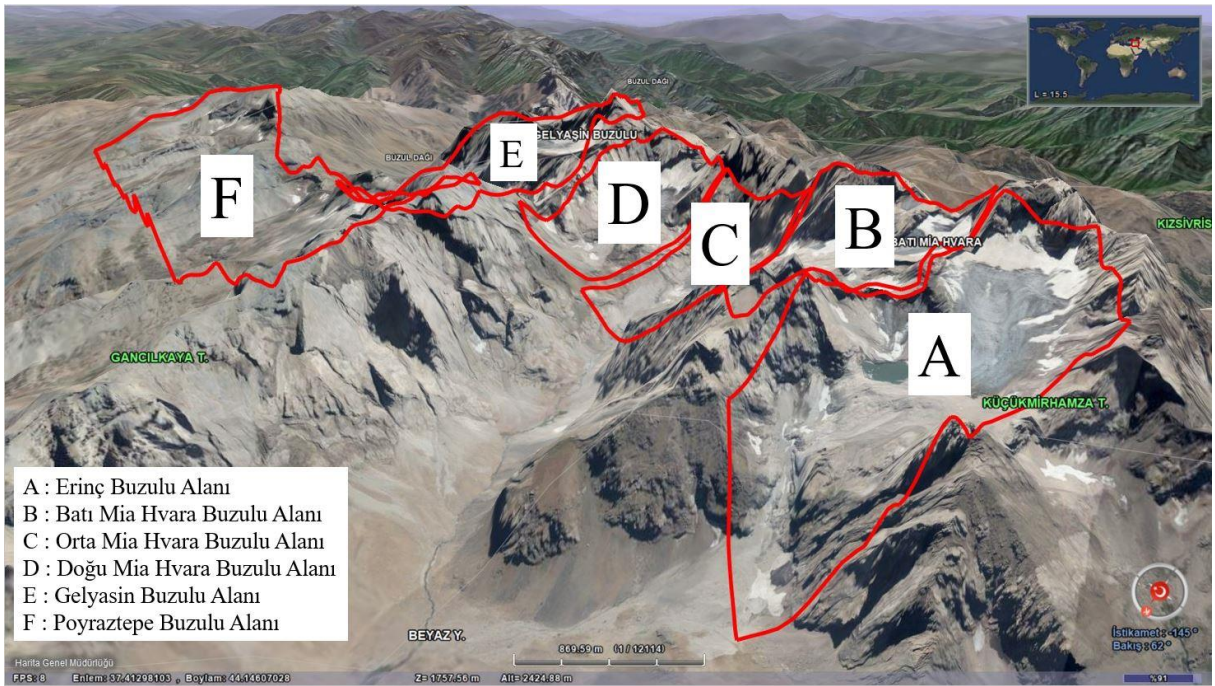 L = 15.5
BUZUL DAĞI
GELYAŞİN BUZULU
BUZUL DAĞI
E
F
D
C
B
BATI MİA HVARA
KIZSİVRİS
A
GANCILKAYA T.
KÜÇÜKMİRHAMZA T.
A : Erinç Buzulu Alanı
B : Batı Mia Hvara Buzulu Alanı
C : Orta Mia Hvara Buzulu Alanı
D : Doğu Mia Hvara Buzulu Alanı
E : Gelyasin Buzulu Alanı
F : Poyraztepe Buzulu Alanı
BEYAZ Y.
İstikamet : -145 °
Bakış : 62 °
869.59 m (1 / 12114)
Harita Genel Müdürlüğü
FPS: 8 Enlem: 37.41298103 , Boylam: 44.14607028 Z= 1757.56 m Alt= 2424.88 m %91